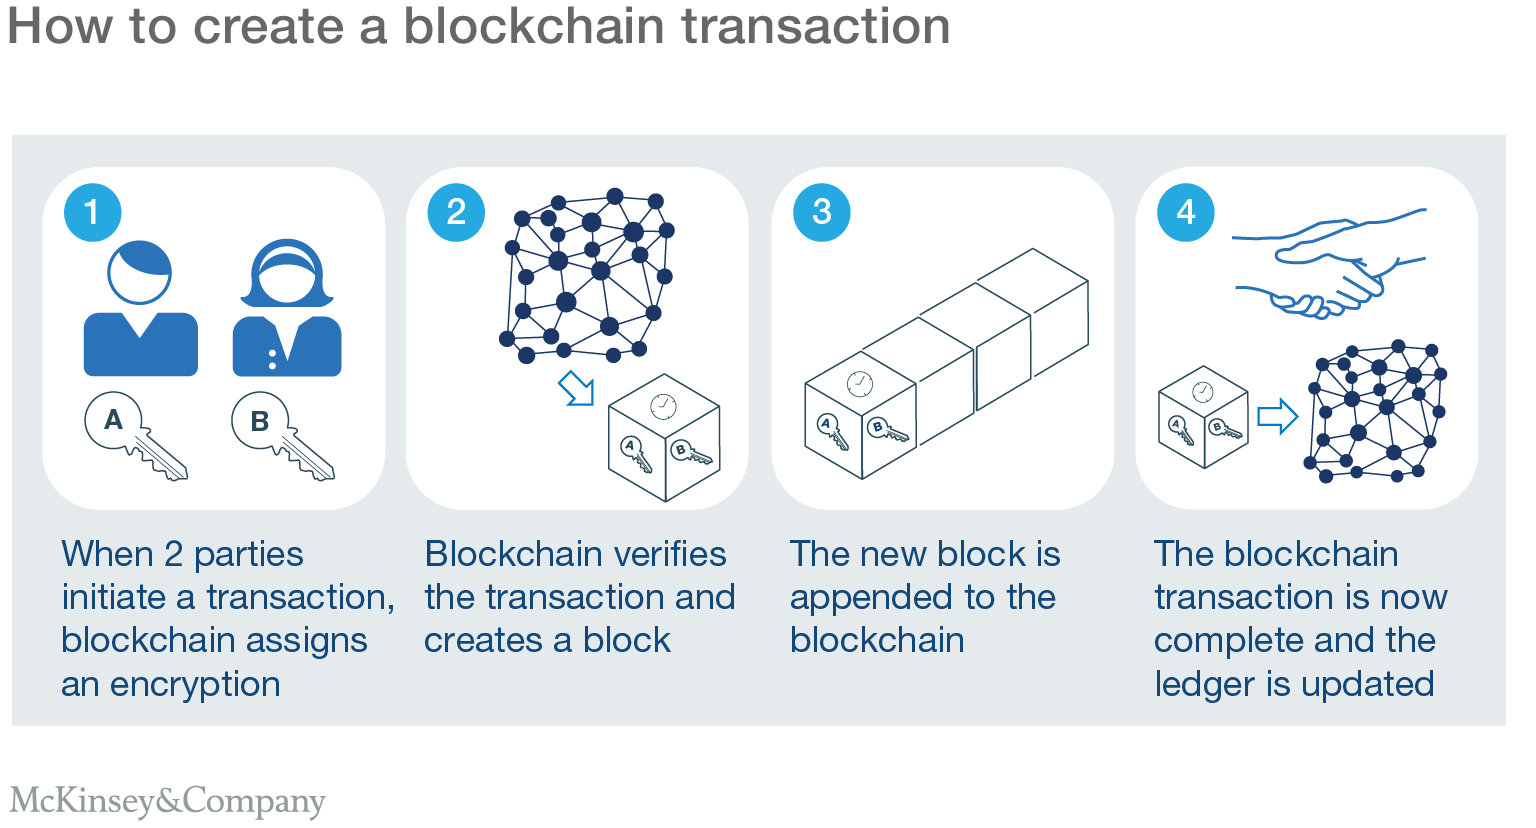 How to create a blockchain transaction
1
2
3
4
A
B
A
B
A
B
A
B
When 2 parties
initiate a transaction,
blockchain assigns
an encryption
Blockchain verifies
the transaction and
creates a block
The new block is
appended to the
blockchain
The blockchain
transaction is now
complete and the
ledger is updated
McKinsey&Company